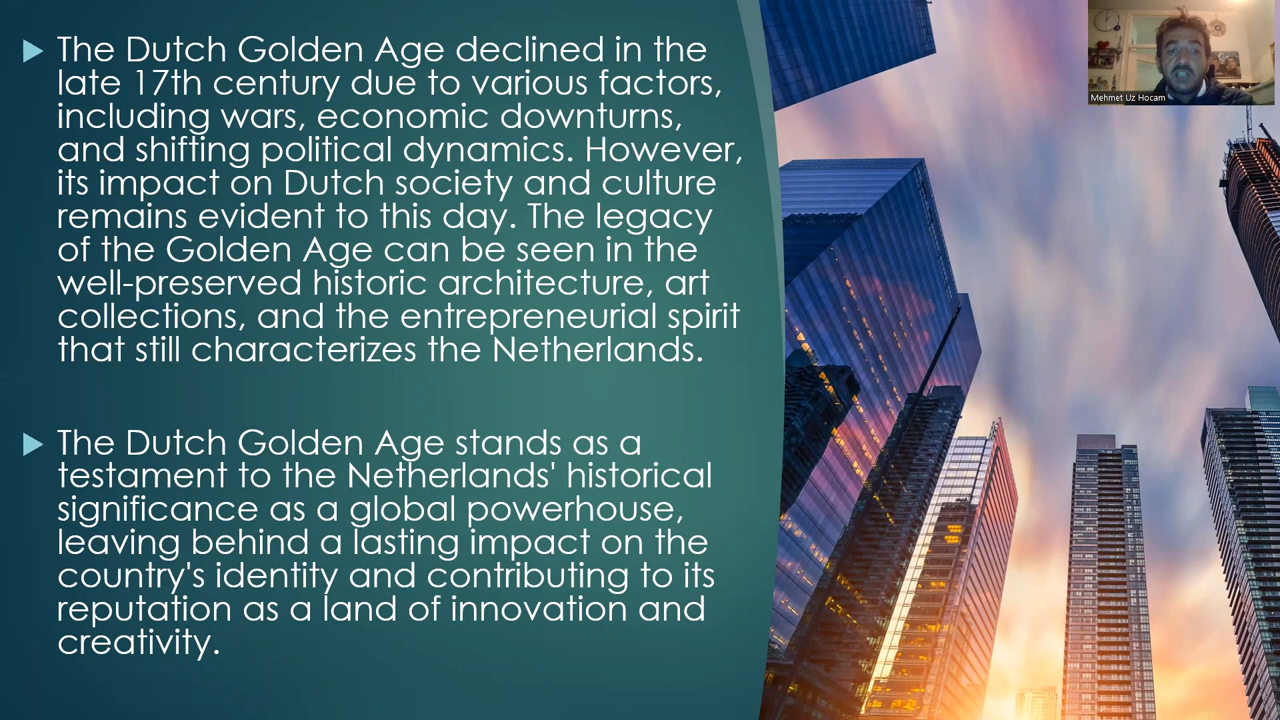 The Dutch Golden Age declined in the
late 17th century due to various factors,
including wars, economic downturns,
and shifting political dynamics. However,
its impact on Dutch society and culture
remains evident to this day. The legacy
of the Golden Age can be seen in the
well-preserved historic architecture, art
collections, and the entrepreneurial spirit
that still characterizes the Netherlands.
The Dutch Golden Age stands as a
testament to the Netherlands' historical
significance as a global powerhouse,
leaving behind a lasting impact on the
country's identity and contributing to its
reputation as a land of innovation and
creativity.
Mehmet Uz Hocam